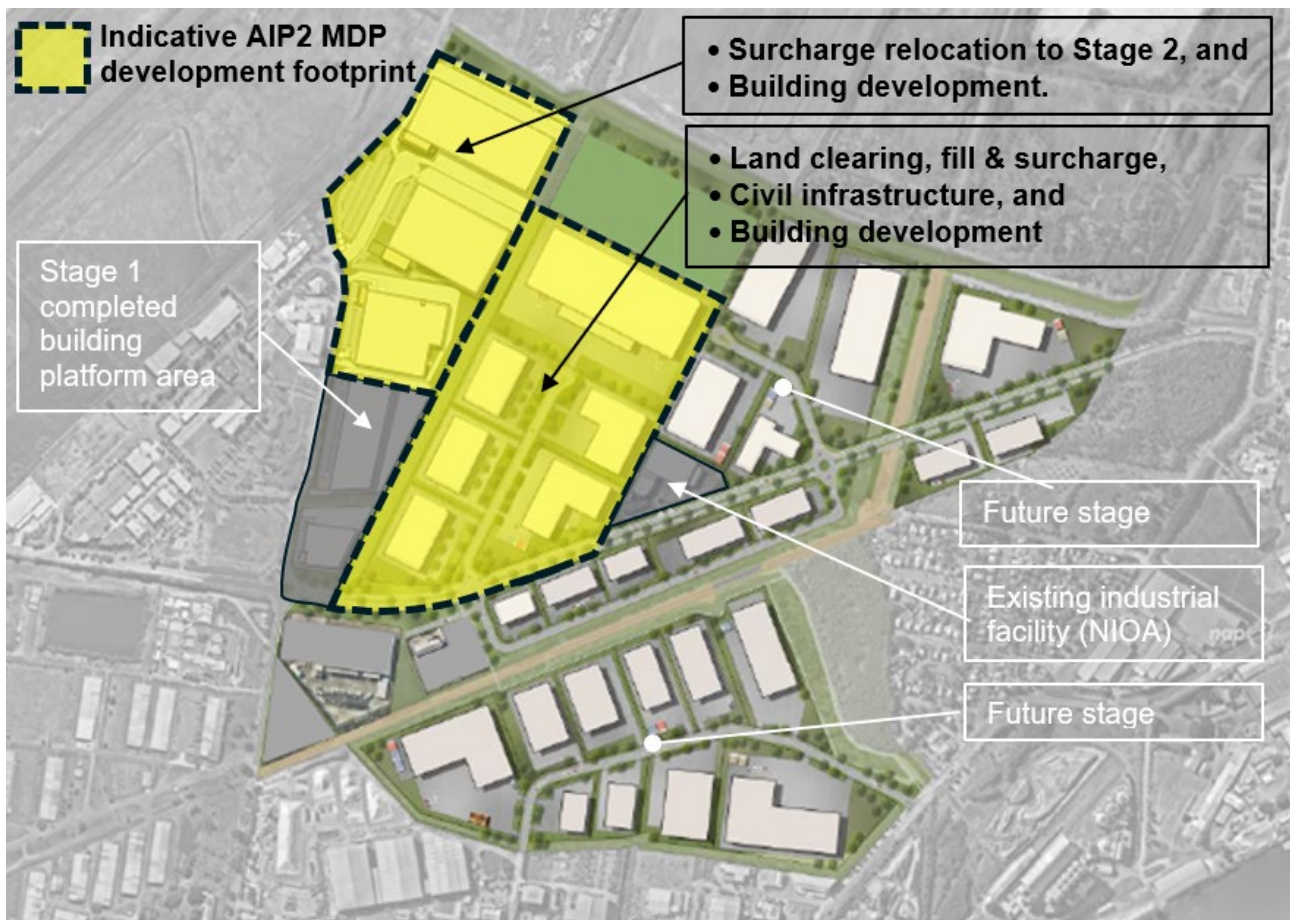 Indicative AIP2 MDP
development footprint
• Surcharge relocation to Stage 2, and
• Building development.
• Land clearing, fill & surcharge,
• Civil infrastructure, and
• Building development
Stage 1
completed
building
platform area
Future stage
Existing industrial
facility (NIOA)
Future stage